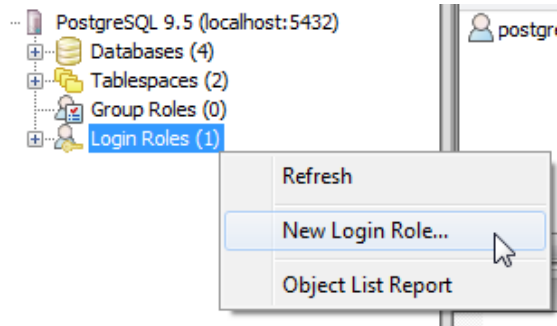 PostgreSQL 9.5 (localhost:5432)
Databases (4)
Tablespaces (2)
Group Roles (0)
Login Roles (1)
postgre
Refresh
New Login Role...
Object List Report